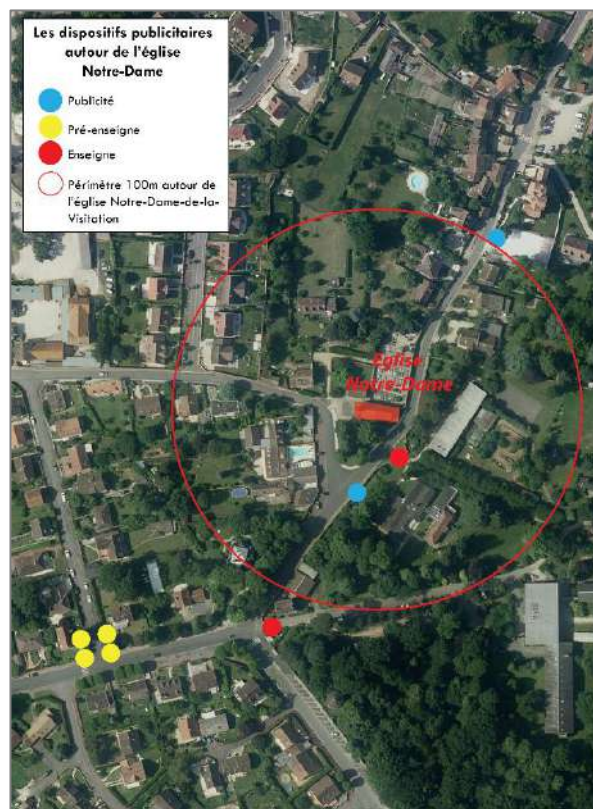 Les dispositifs publicitaires
autour de l'église
Notre-Dame
Publicité
Pré-enseigne
Enseigne
Périmètre 100m autour de
l'église Notre-Dame-de-la-
Visitation
Église
Notre-Dame